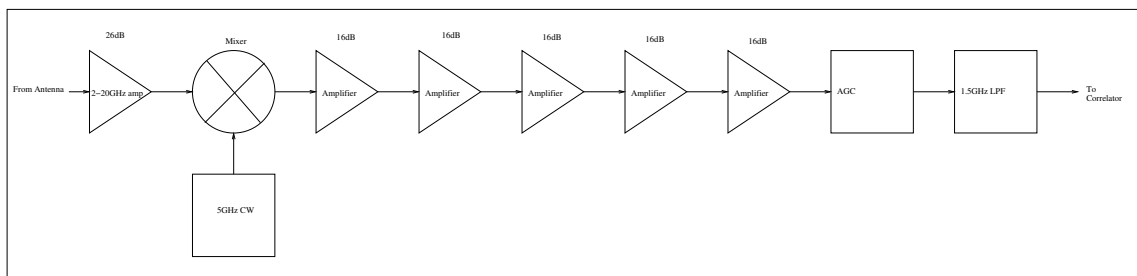 26dB
Mixer
16dB
16dB
16dB
16dB
16dB
From Antenna
2-20GHz amp
Amplifier
Amplifier
Amplifier
Amplifier
Amplifier
AGC
1.5GHz LPF
To
Correlator
5GHz CW